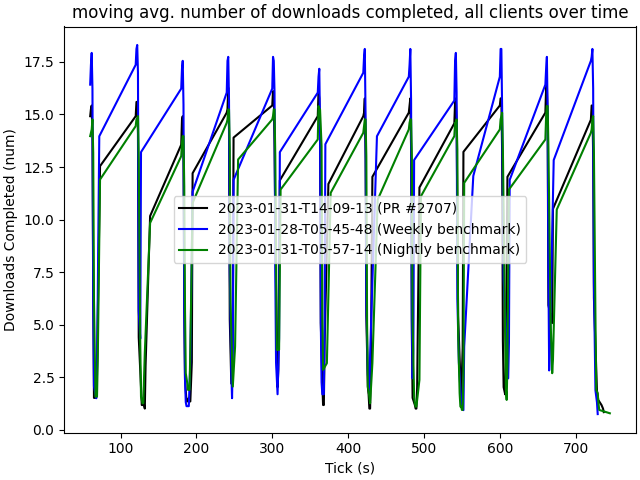 moving avg. number of downloads completed, all clients over time
Downloads Completed (num)
17.5
15.0
12.5
10.0
7.5
5.0
2.5
0.0
2023-01-31-T14-09-13 (PR #2707)
2023-01-28-T05-45-48 (Weekly benchmark)
2023-01-31-T05-57-14 (Nightly benchmark)
100 200 300 400 500 600 700
Tick (s)